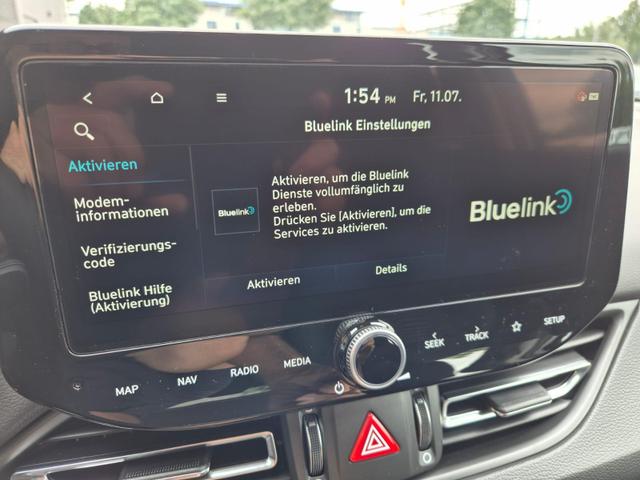 1:54 PM Fr, 11.07.
Bluelink Einstellungen
Aktivieren
Modem-
informationen
Verifizierungs-
code
Bluelink Hilfe
(Aktivierung)
Bluelink
Aktivieren, um die Bluelink
Dienste vollumfänglich zu
erleben.
Drücken Sie [Aktivieren], um die
Services zu aktivieren.
Aktivieren
Details
Bluelink
MAP
NAV
RADIO
MEDIA
SEEK
TRACK
SETUP